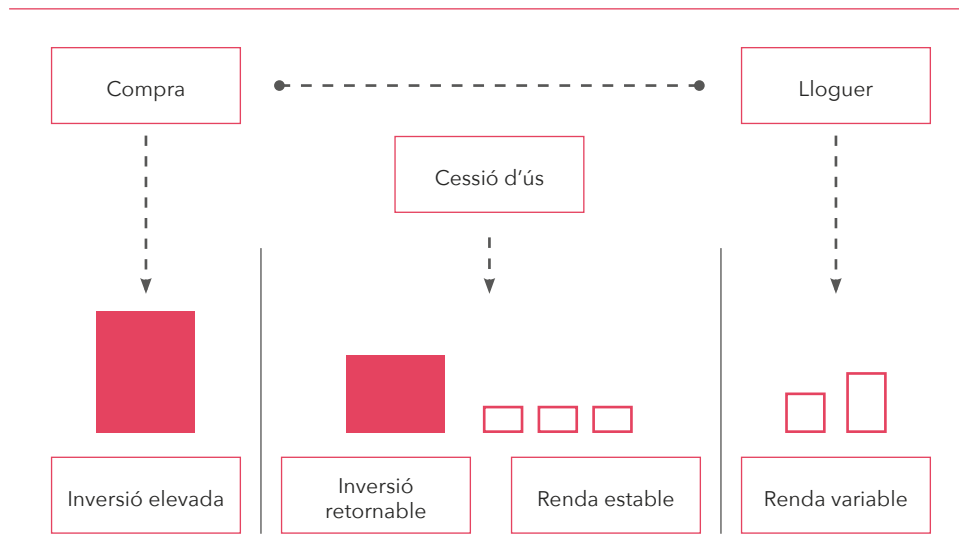 Compra
Lloguer
Cessió d'ús
Inversió elevada
Inversió
retornable
Renda estable
Renda variable